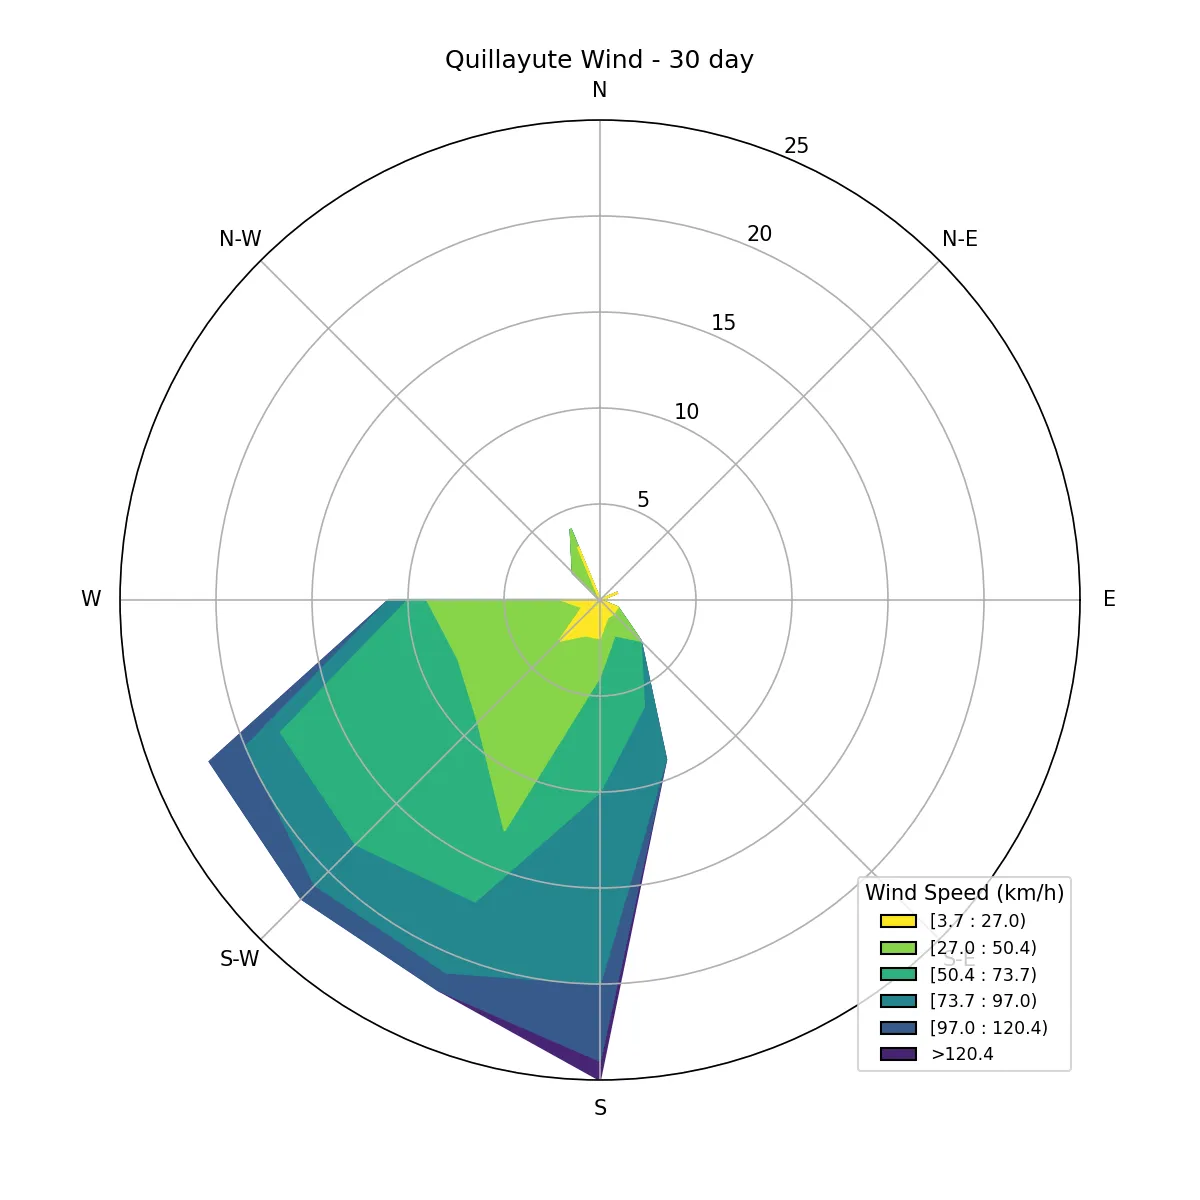 Quillayute Wind - 30 day
N
25
N-W
20
N-E
15
10
5
W
E
S-W
S-E
S
Wind Speed (km/h)
[3.7 : 27.0)
[27.0 : 50.4)
[50.4 : 73.7)
[73.7 : 97.0)
[97.0 : 120.4)
>120.4